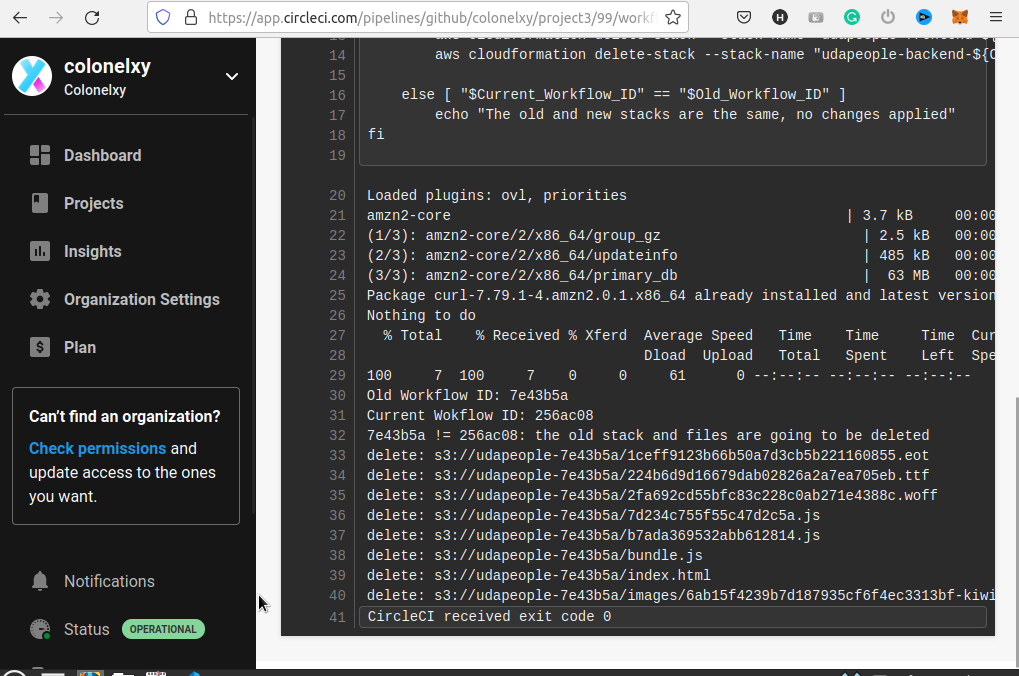 https://app.circleci.com/pipelines/github/colonelxy/project3/99/workf
colonelxy
Colonelxy
Dashboard
Projects
Insights
Organization Settings
Plan
Can't find an organization?
Check permissions and
update access to the ones
you want.
Notifications
Status OPERATIONAL
14 aws cloudformation delete-stack --stack-name "udapeople-backend-${C
15
16 else [ "$Current_Workflow_ID" == "$Old_Workflow_ID" ]
17 echo "The old and new stacks are the same, no changes applied"
18 fi
19
20 Loaded plugins: ovl, priorities
21 amzn2-core | 3.7 kB 00:00
22 (1/3): amzn2-core/2/x86_64/group_gz | 2.5 kB 00:00
23 (2/3): amzn2-core/2/x86_64/updateinfo | 485 kB 00:00
24 (3/3): amzn2-core/2/x86_64/primary_db | 63 MB 00:00
25 Package curl-7.79.1-4.amzn2.0.1.x86_64 already installed and latest version
26 Nothing to do
27 % Total % Received % Xferd Average Speed Time Time Time Cur
28 Dload Upload Total Spent Left Spe
29 100 7 100 7 0 0 61 0 --:--:-- --:--:-- --:--:--
30 Old Workflow ID: 7e43b5a
31 Current Wokflow ID: 256ac08
32 7e43b5a != 256ac08: the old stack and files are going to be deleted
33 delete: s3://udapeople-7e43b5a/1ceff9123b66b50a7d3cb5b221160855.eot
34 delete: s3://udapeople-7e43b5a/224b6d9d16679dab02826a2a7ea705eb.ttf
35 delete: s3://udapeople-7e43b5a/2fa692cd55bfc83c228c0ab271e4388c.woff
36 delete: s3://udapeople-7e43b5a/7d234c755f55c47d2c5a.js
37 delete: s3://udapeople-7e43b5a/b7ada369532abb612814.js
38 delete: s3://udapeople-7e43b5a/bundle.js
39 delete: s3://udapeople-7e43b5a/index.html
40 delete: s3://udapeople-7e43b5a/images/6ab15f4239b7d187935cf6f4ec3313bf-kiwi
41 CircleCI received exit code 0